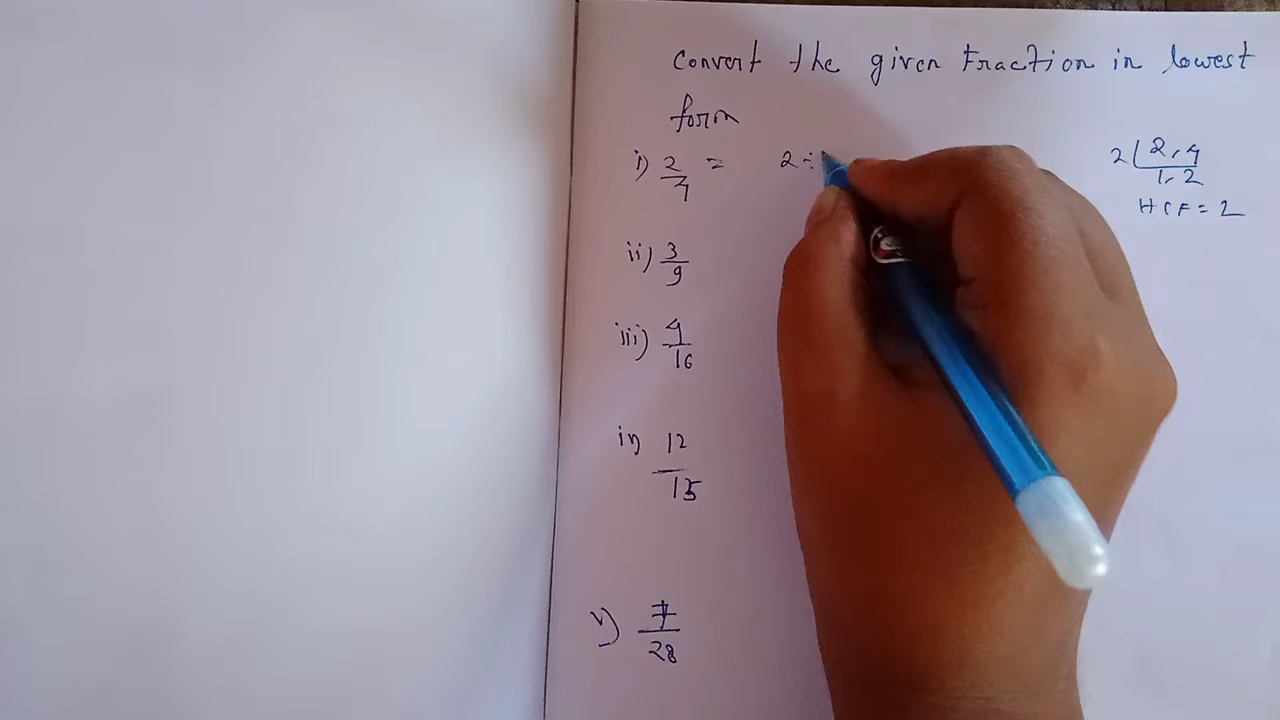 Convert the given fraction in lowest
form
i) 2/4 = 2 ÷
2 | 2, 4
1, 2
HCF = 2
ii) 3/9
iii) 4/16
iv) 12/15
v) 7/28